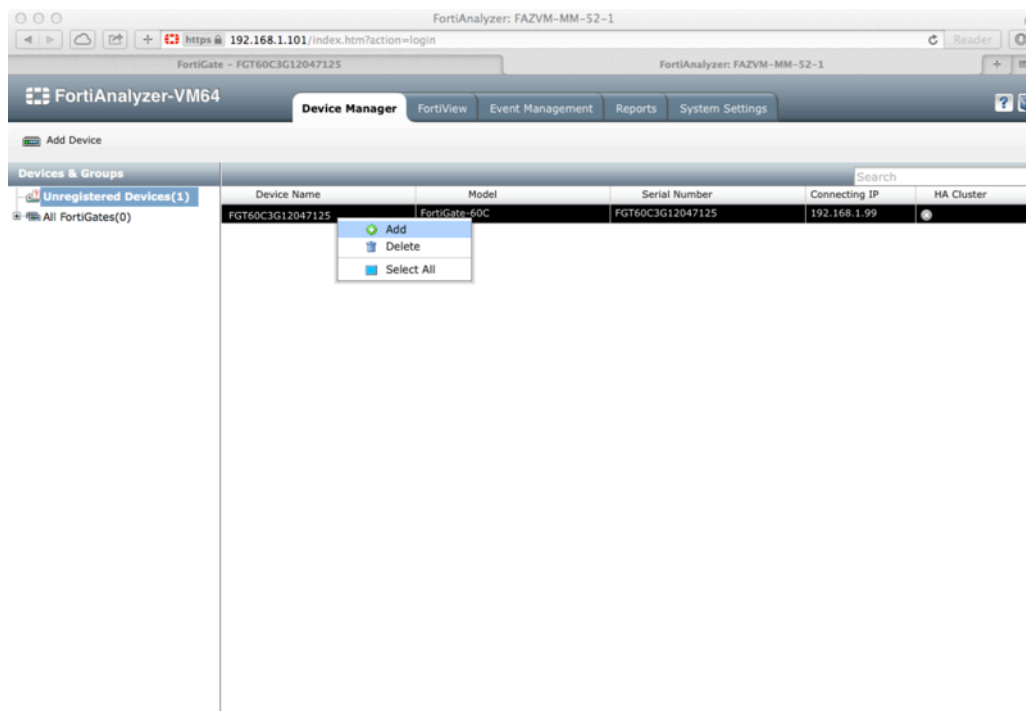 FortiAnalyzer: FAZVM-MM-52-1
https 192.168.1.101/index.htm?action=login Reader
FortiGate - FGT60C3G12047125 FortiAnalyzer: FAZVM-MM-52-1
FortiAnalyzer-VM64
Device Manager FortiView Event Management Reports System Settings ?
Add Device
Devices & Groups Search
Unregistered Devices(1) Device Name Model Serial Number Connecting IP HA Cluster
All FortiGates(0) FGT60C3G12047125 FortiGate-60C FGT60C3G12047125 192.168.1.99
Add
Delete
Select All